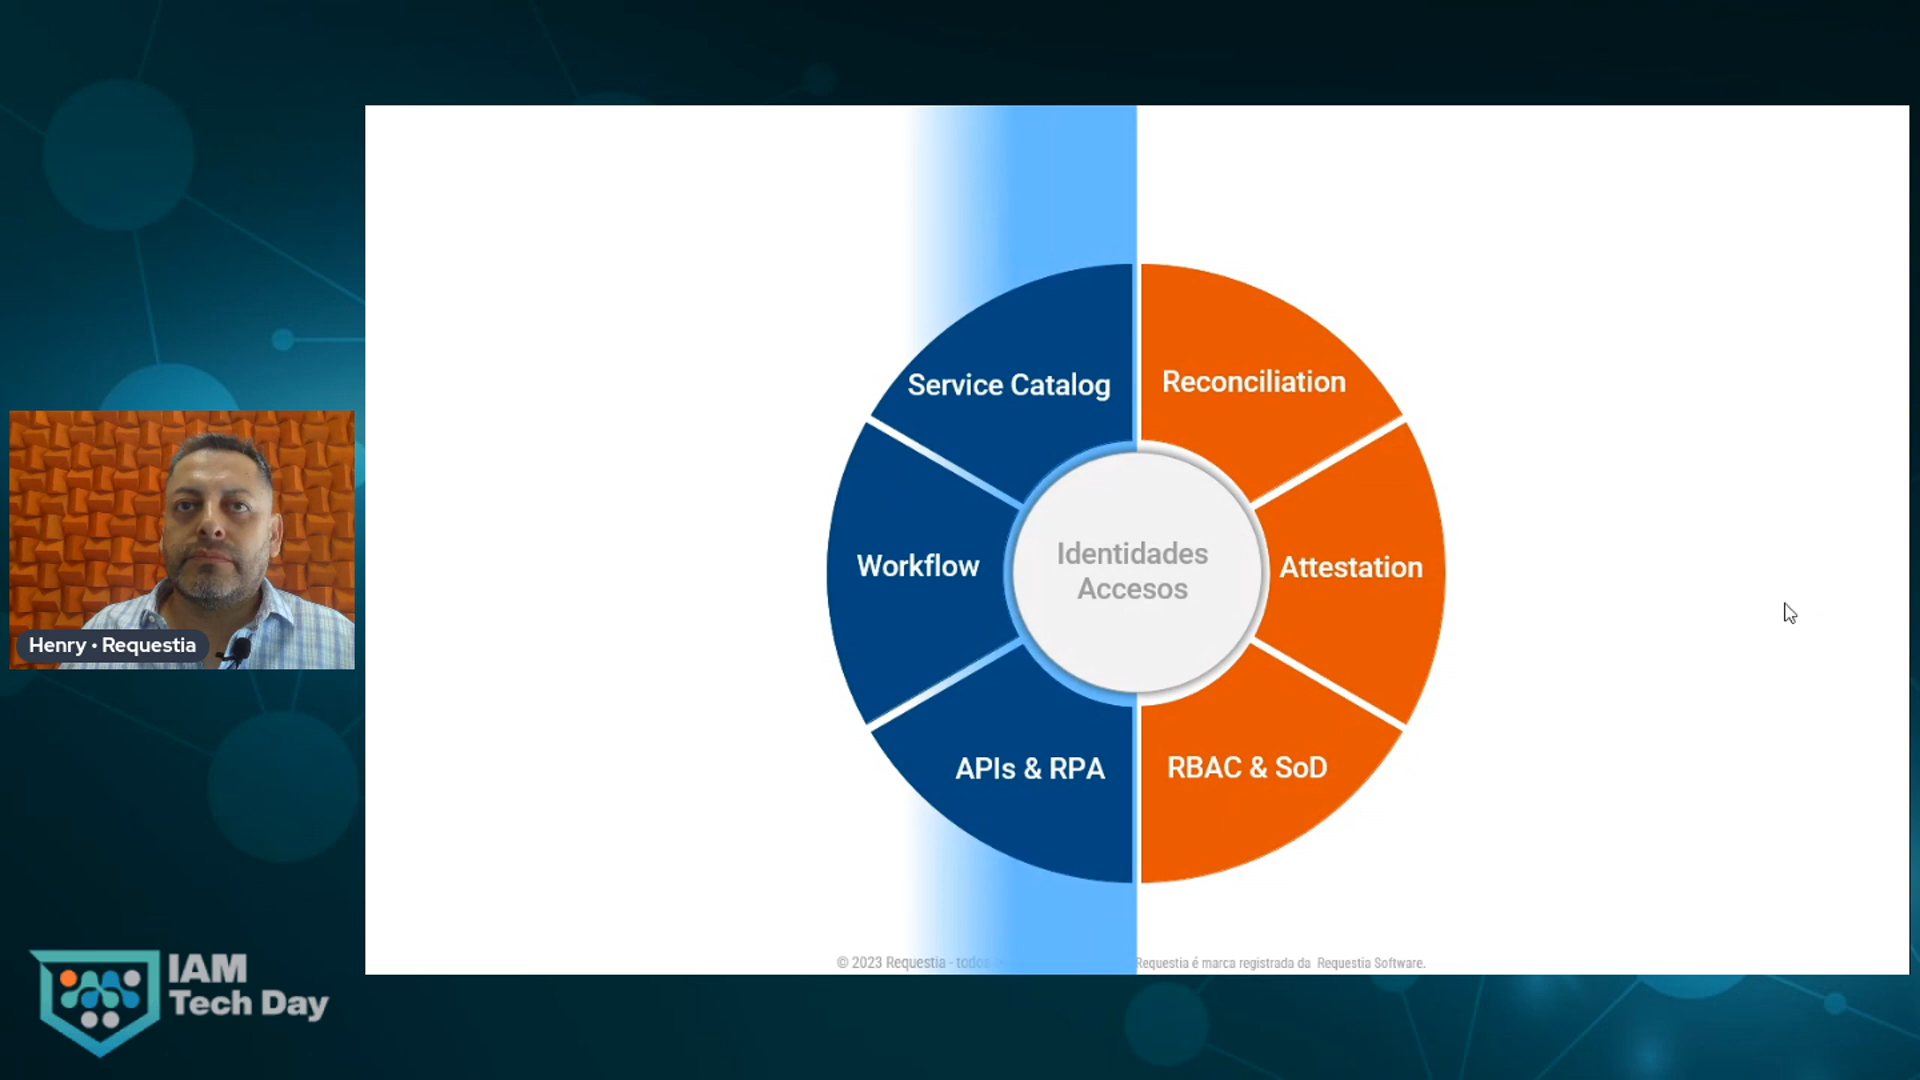 Service Catalog
Reconciliation
Workflow
Identidades
Accesos
Attestation
APIs & RPA
RBAC & SoD
Henry • Requestia
IAM
Tech Day
© 2023 Requestia - todos
Requestia é marca registrada da Requestia Software.